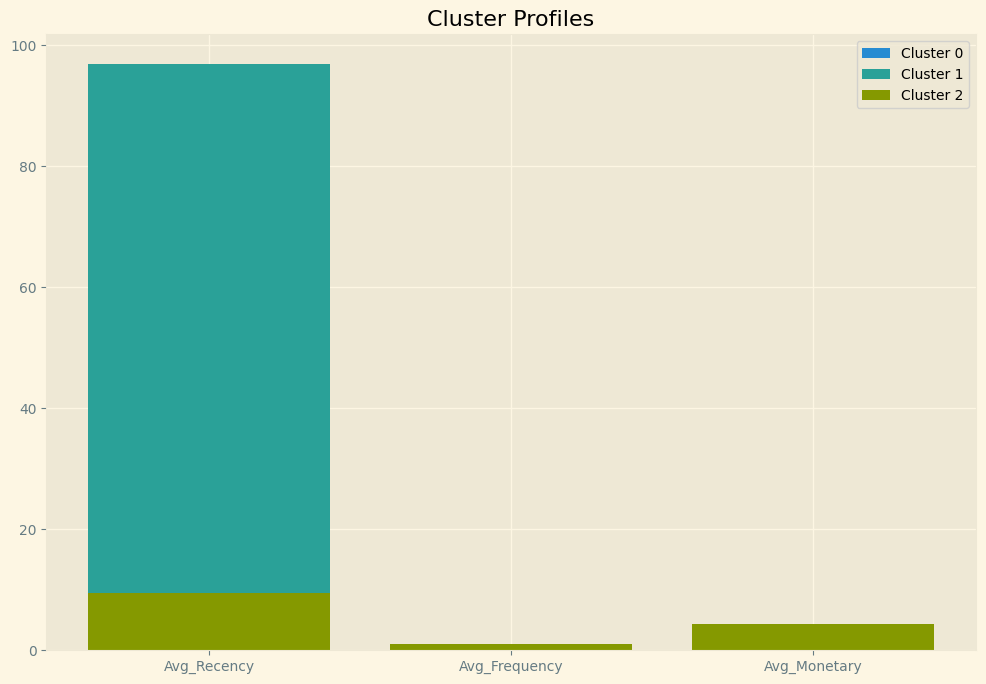 Cluster Profiles
100
80
60
40
20
0
Cluster 0
Cluster 1
Cluster 2
Avg_Recency
Avg_Frequency
Avg_Monetary